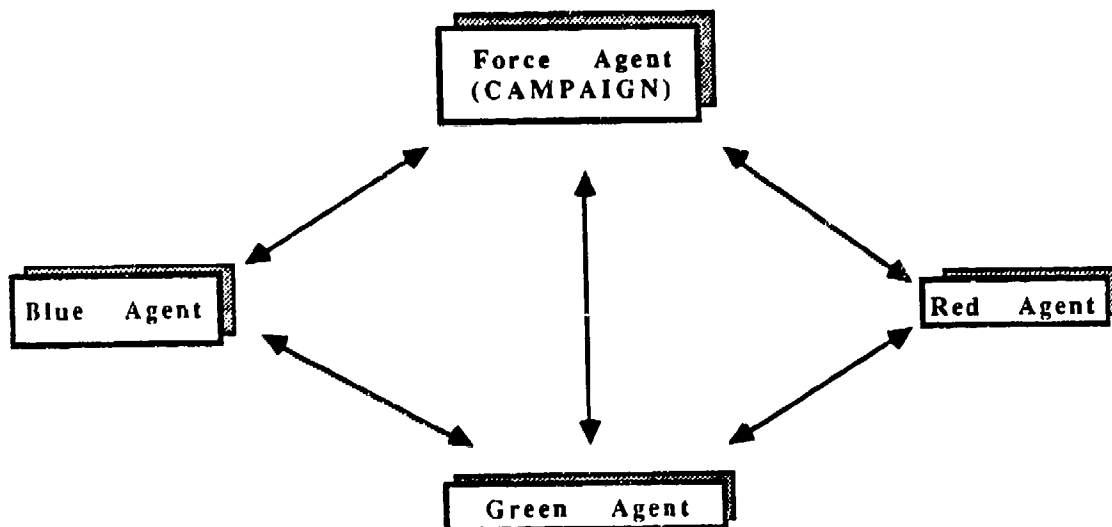 Force Agent
(CAMPAIGN)
Blue Agent
Red Agent
Green Agent